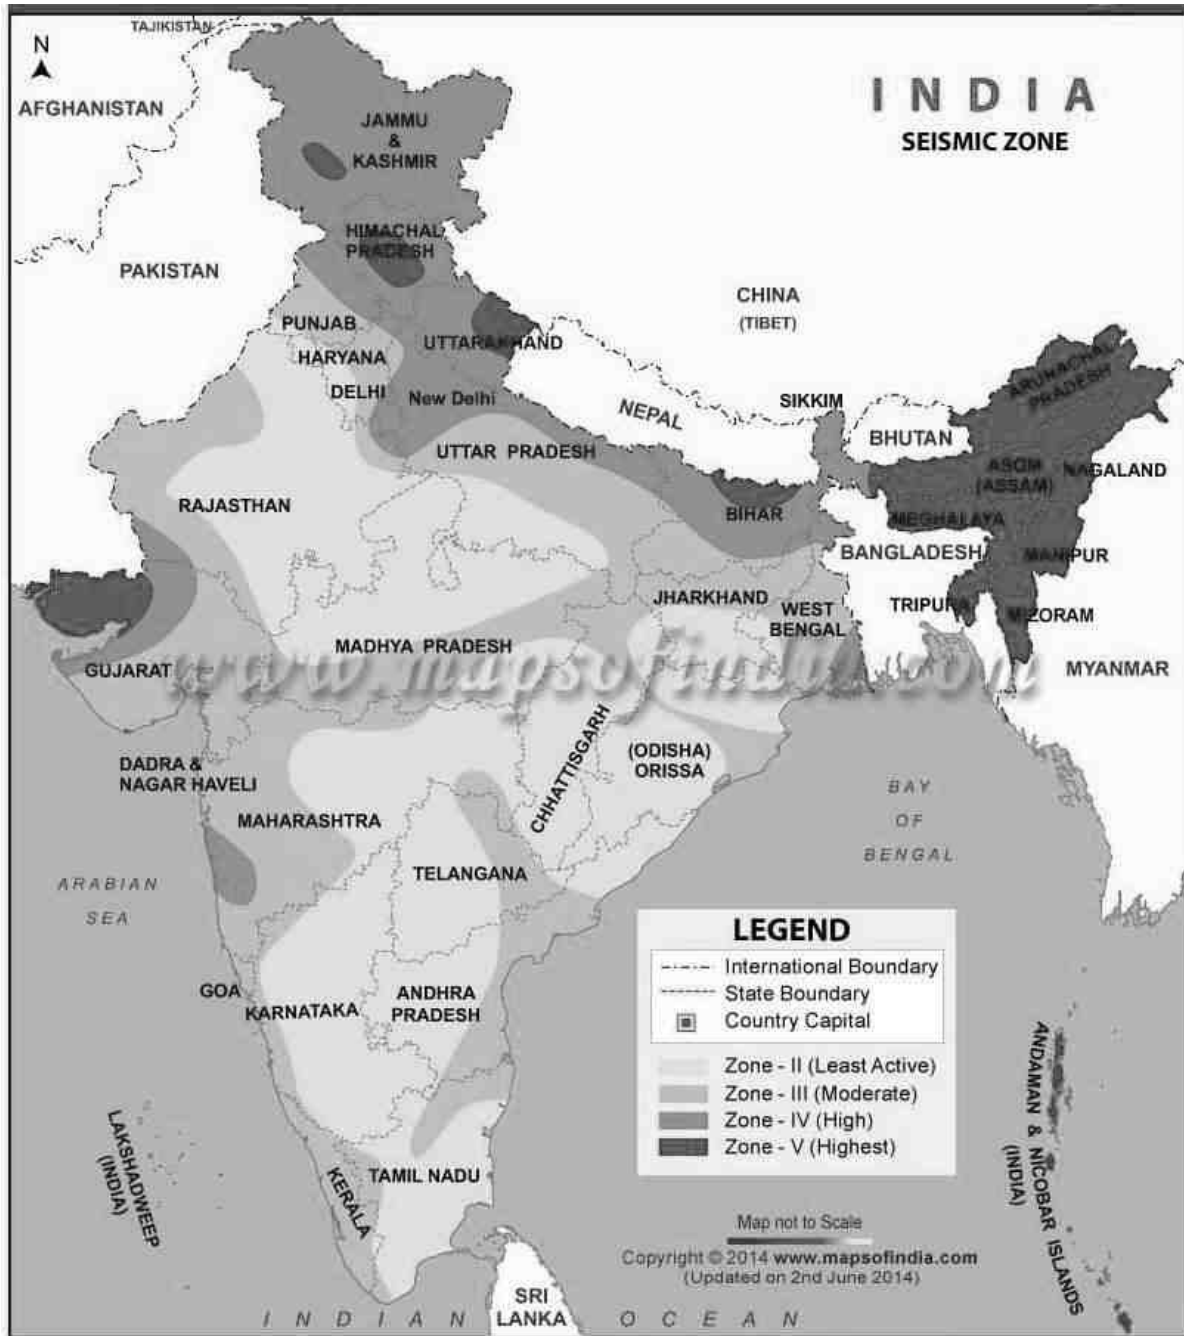 TAJIKISTAN
N
AFGHANISTAN
INDIA
SEISMIC ZONE
JAMMU
&
KASHMIR
HIMACHAL
PRADESH
PAKISTAN
CHINA
(TIBET)
PUNJAB
UTTARAKHAND
HARYANA
DELHI
New Delhi
NEPAL
SIKKIM
BHUTAN
ARUNACHAL
PRADESH
UTTAR PRADESH
RAJASTHAN
BIHAR
ASOM
(ASSAM)
NAGALAND
MEGHALAYA
BANGLADESH
MANIPUR
JHARKHAND
WEST
BENGAL
TRIPURA
MIZORAM
MADHYA PRADESH
GUJARAT
www.mapsofindia.com
MYANMAR
DADRA &
NAGAR HAVELI
CHHATTISGARH
(ODISHA)
ORISSA
MAHARASHTRA
BAY
OF
BENGAL
TELANGANA
ARABIAN
SEA
GOA
KARNATAKA
ANDHRA
PRADESH
LEGEND
International Boundary
State Boundary
Country Capital
Zone - II (Least Active)
Zone - III (Moderate)
Zone - IV (High)
Zone - V (Highest)
ANDAMAN & NICOBAR ISLANDS
(INDIA)
LAKSHADWEEP
(INDIA)
KERALA
TAMIL NADU
Map not to Scale
Copyright © 2014 www.mapsofindia.com
(Updated on 2nd June 2014)
SRI
LANKA
INDIAN OCEAN